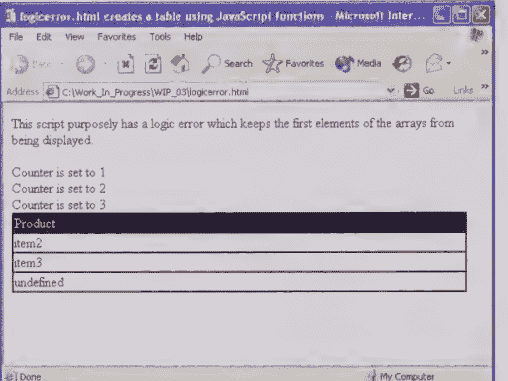 logicerror.html creates a table using JavaScript functions - Microsoft Inter...
File Edit View Favorites Tools Help
Back Search Favorites Media
Address C:\Work_In_Progress\WIP_03\logicerror.html Go Links
This script purposely has a logic error which keeps the first elements of the arrays from
being displayed.
Counter is set to 1
Counter is set to 2
Counter is set to 3
Product
item2
item3
undefined
Done My Computer